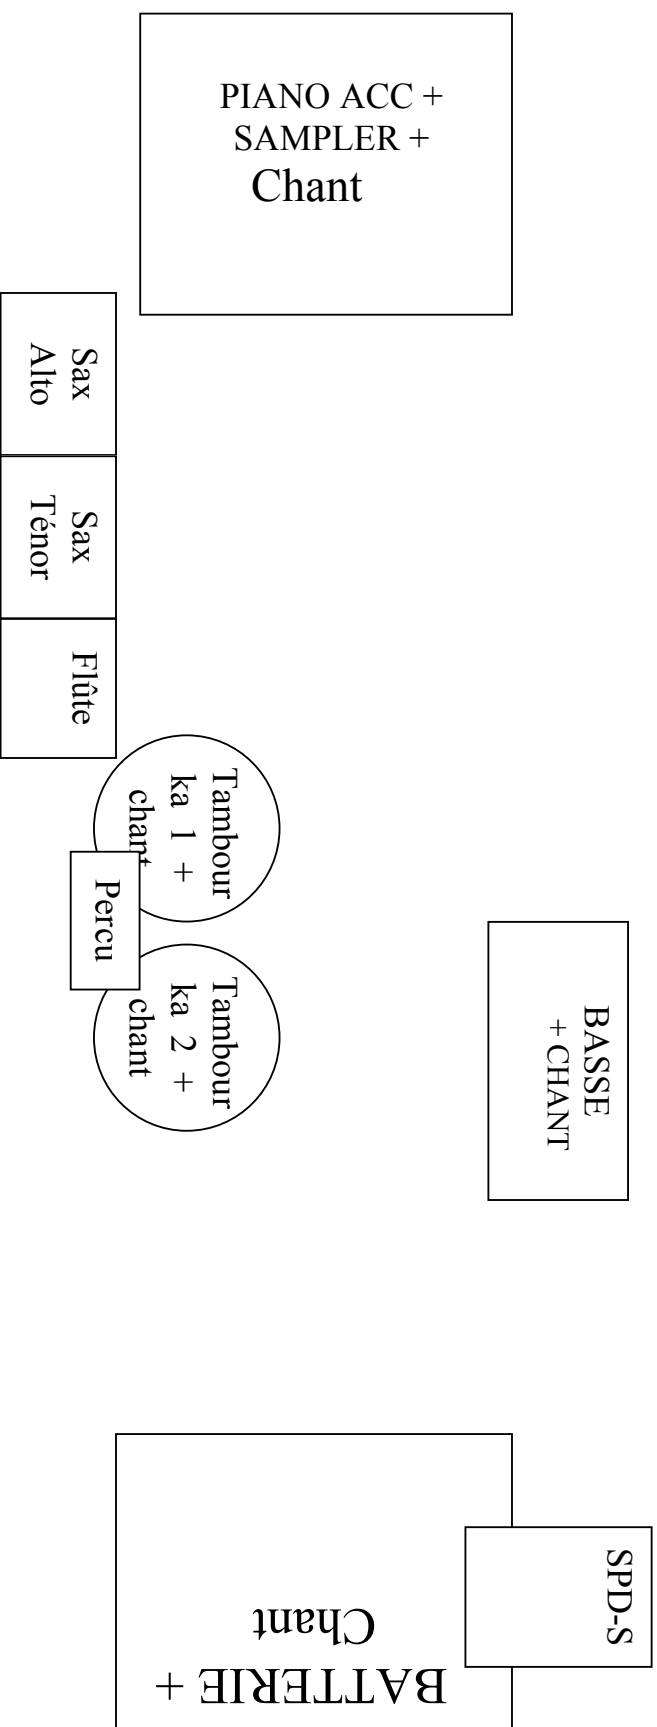 PIANO ACC +
SAMPLER +
Chant
Sax
Alto
Sax
Ténor
Flûte
Tambour
ka 1 +
chant
Percu
Tambour
ka 2 +
chant
BASSE
+ CHANT
SPD-S
BATTERIE +
Chant